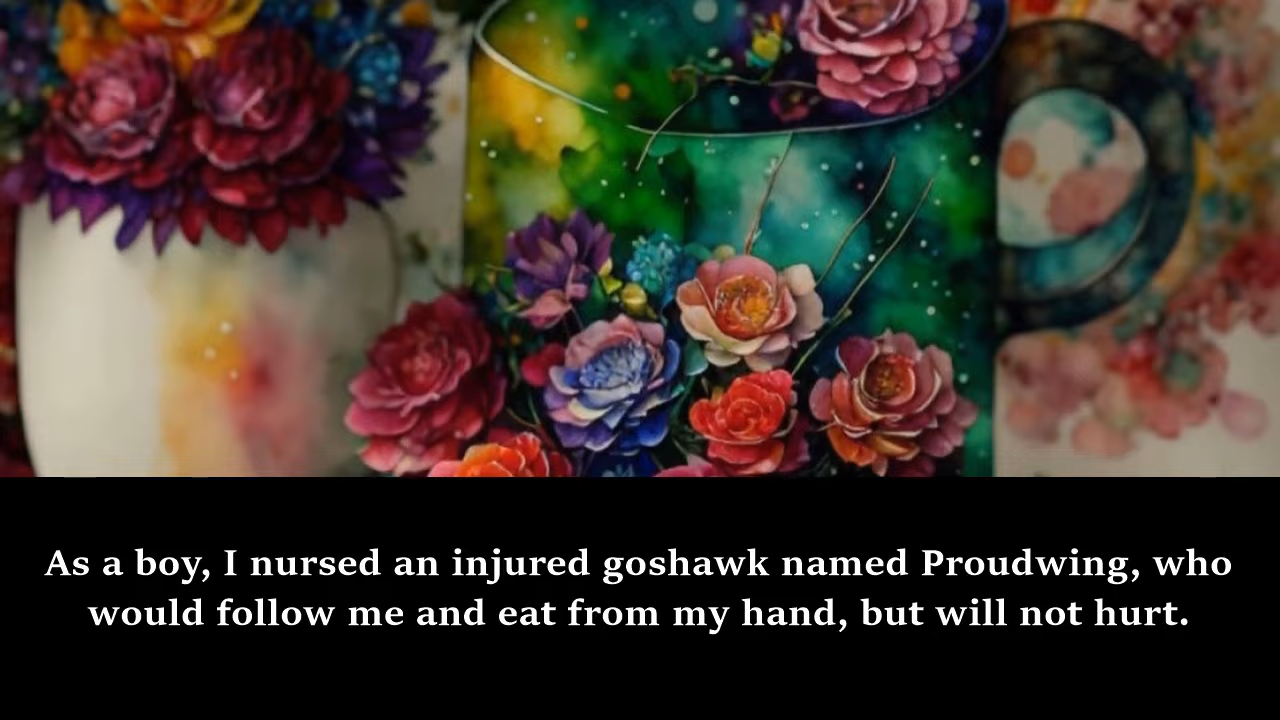 As a boy, I nursed an injured goshawk named Proudwing, who
would follow me and eat from my hand, but will not hurt.